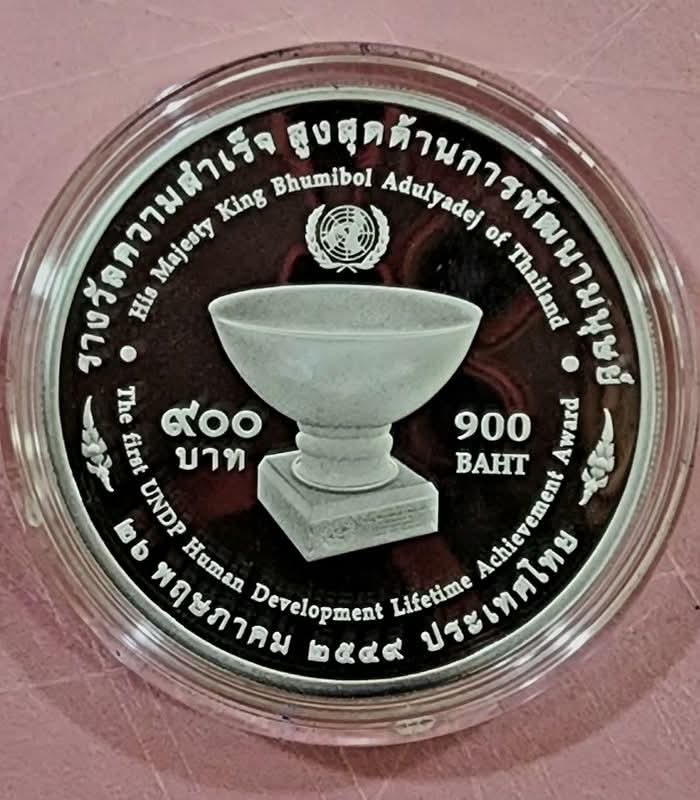 รางวัลความสำเร็จ สูงสุดด้านการพัฒนามนุษย์
His Majesty King Bhumibol Adulyadej of Thailand
๙๐๐
บาท
900
BAHT
The first UNDP Human Development Lifetime Achievement Award
๒๖ พฤษภาคม ๒๕๔๙ ประเทศไทย